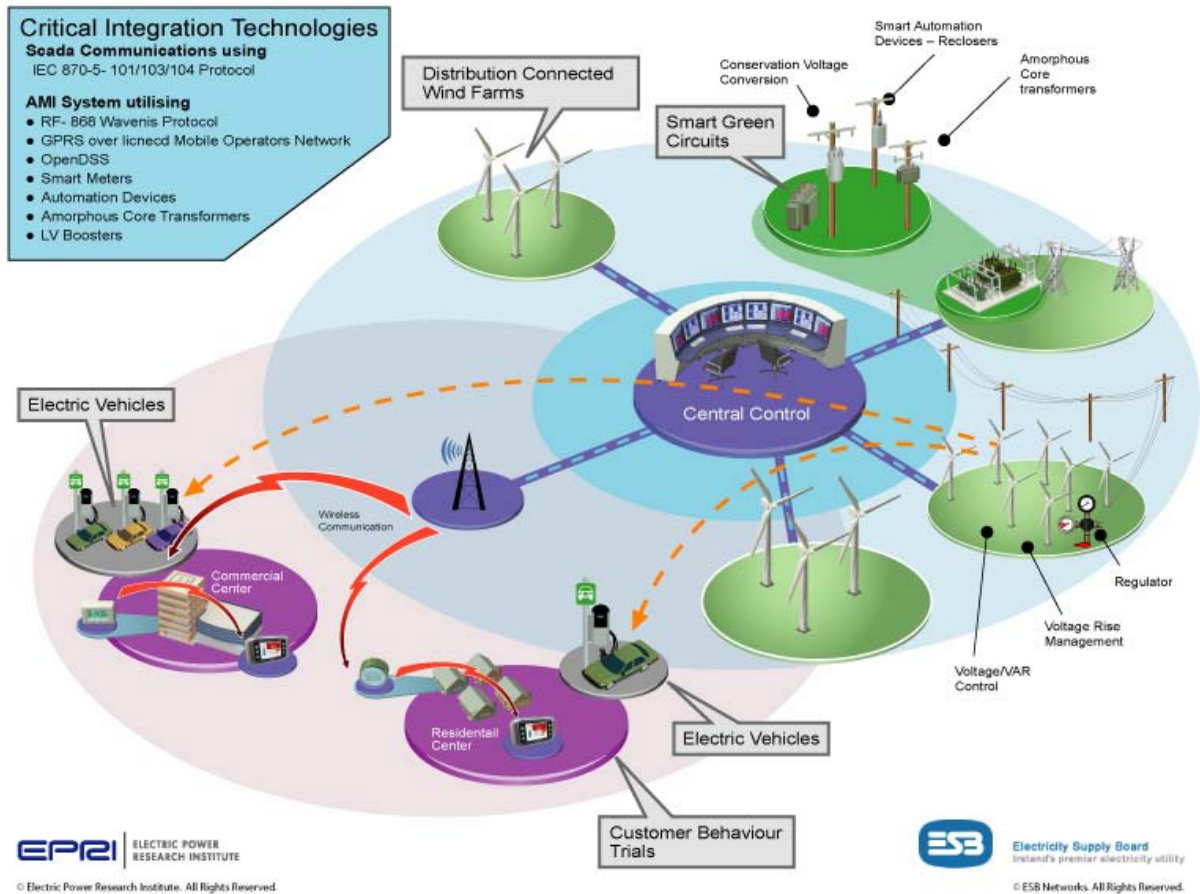 Critical Integration Technologies
Scada Communications using
IEC 870-5- 101/103/104 Protocol
AMI System utilising
● RF- 868 Wavenis Protocol
● GPRS over licnecd Mobile Operators Network
● OpenDSS
● Smart Meters
● Automation Devices
● Amorphous Core Transformers
● LV Boosters
Distribution Connected
Wind Farms
Conservation Voltage
Conversion
Smart Automation
Devices – Reclosers
Amorphous
Core
transformers
Smart Green
Circuits
Electric Vehicles
Central Control
Wireless
Communication
Commercial
Center
Regulator
Voltage Rise
Management
Voltage/VAR
Control
Residentail
Center
Electric Vehicles
Customer Behaviour
Trials
EPRI
ELECTRIC POWER
RESEARCH INSTITUTE
© Electric Power Research Institute. All Rights Reserved.
ESB
Electricity Supply Board
Ireland's premier electricity utility
© ESB Networks. All Rights Reserved.